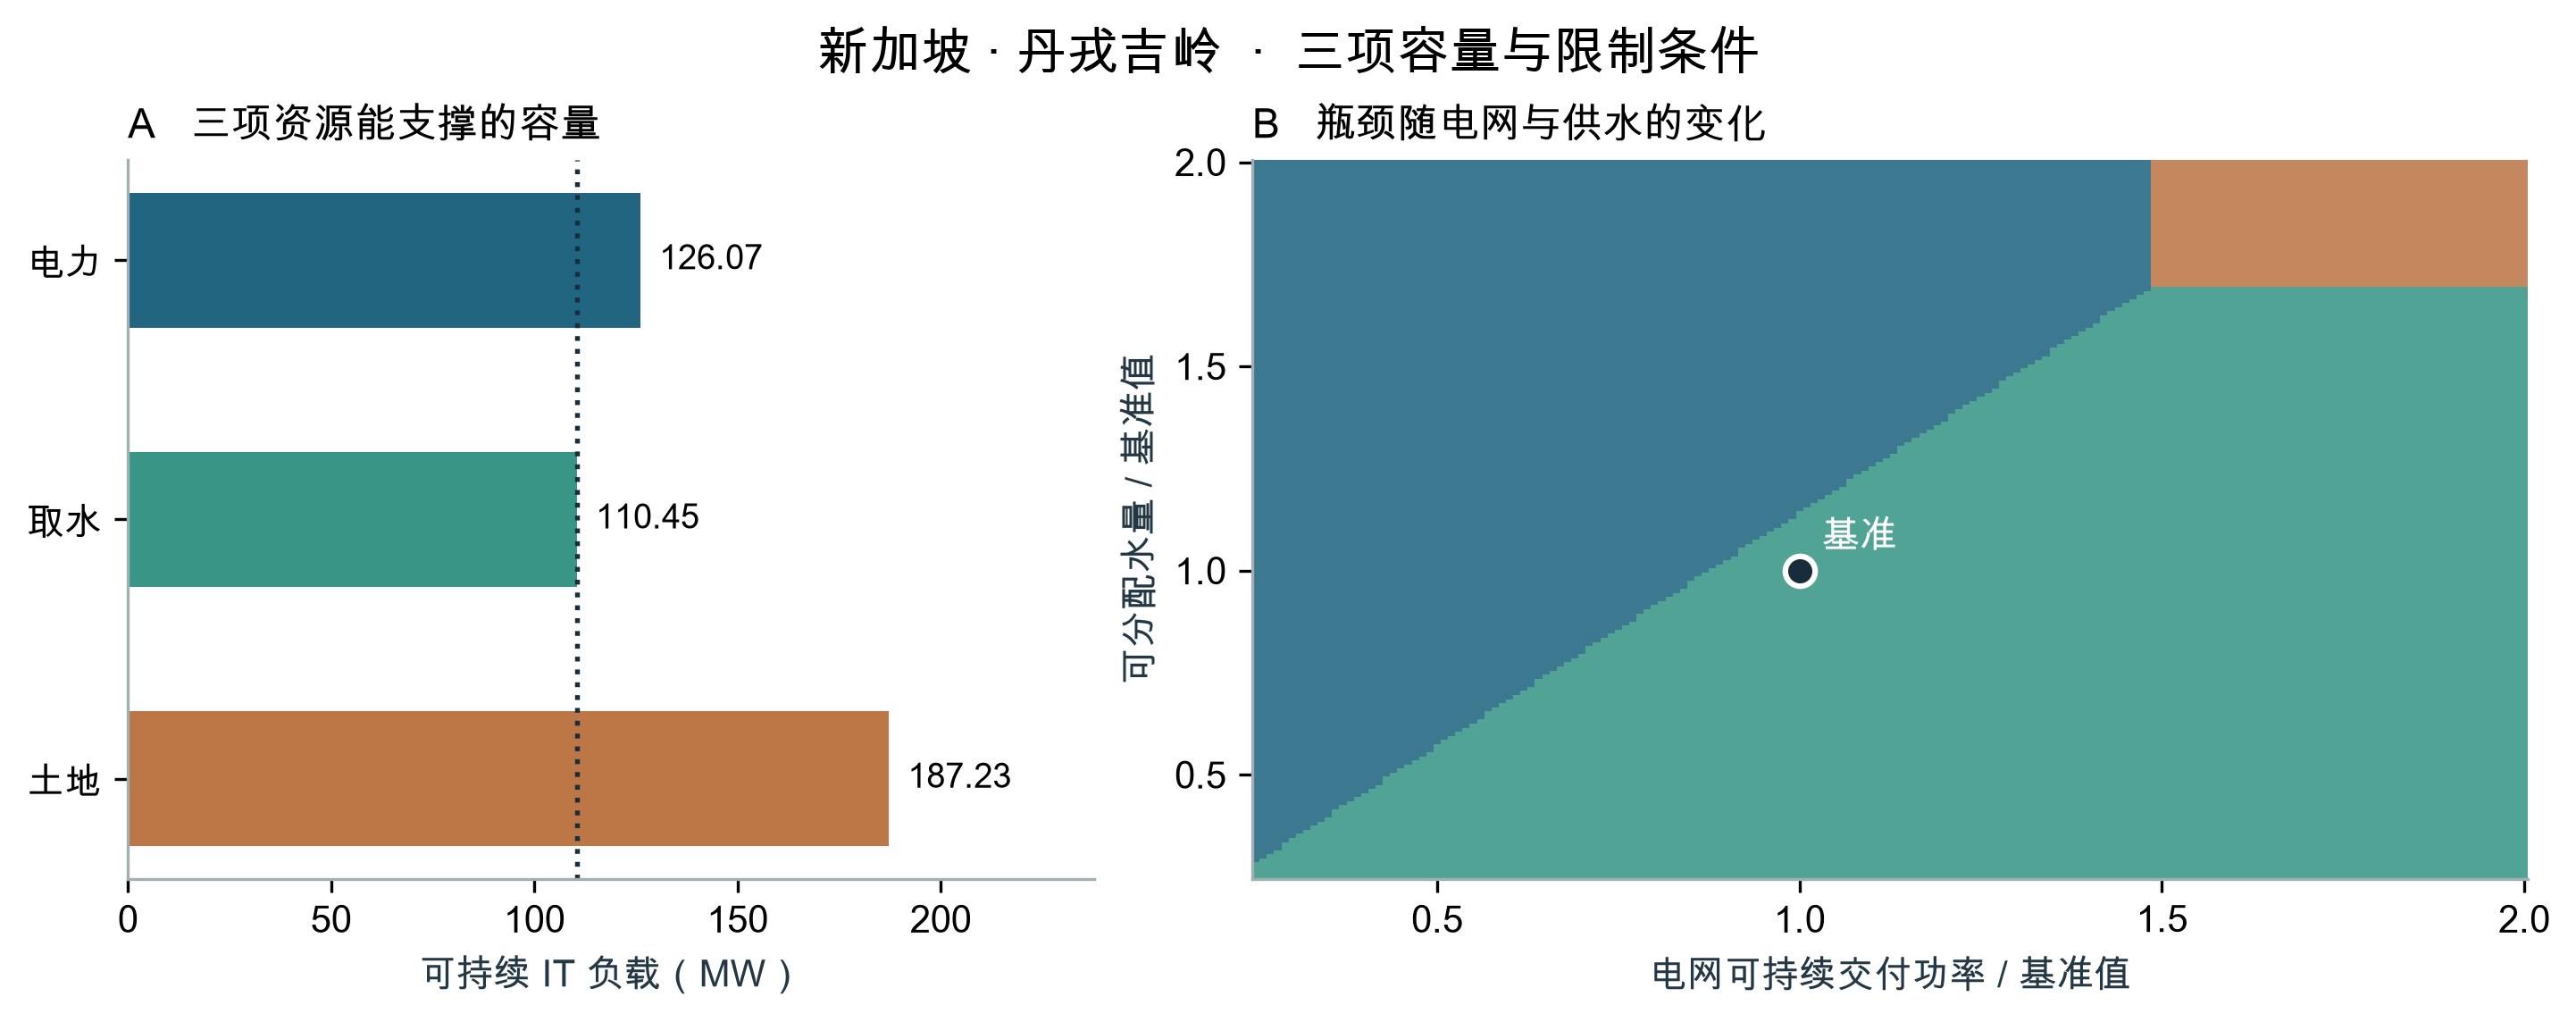 新加坡 · 丹戎吉岭 · 三项容量与限制条件
A 三项资源能支撑的容量
电力
126.07
取水
110.45
土地
187.23
0 50 100 150 200
可持续 IT 负载 ( MW )
B 瓶颈随电网与供水的变化
可分配水量 / 基准值
2.0
1.5
1.0
0.5
基准
0.5 1.0 1.5 2.0
电网可持续交付功率 / 基准值